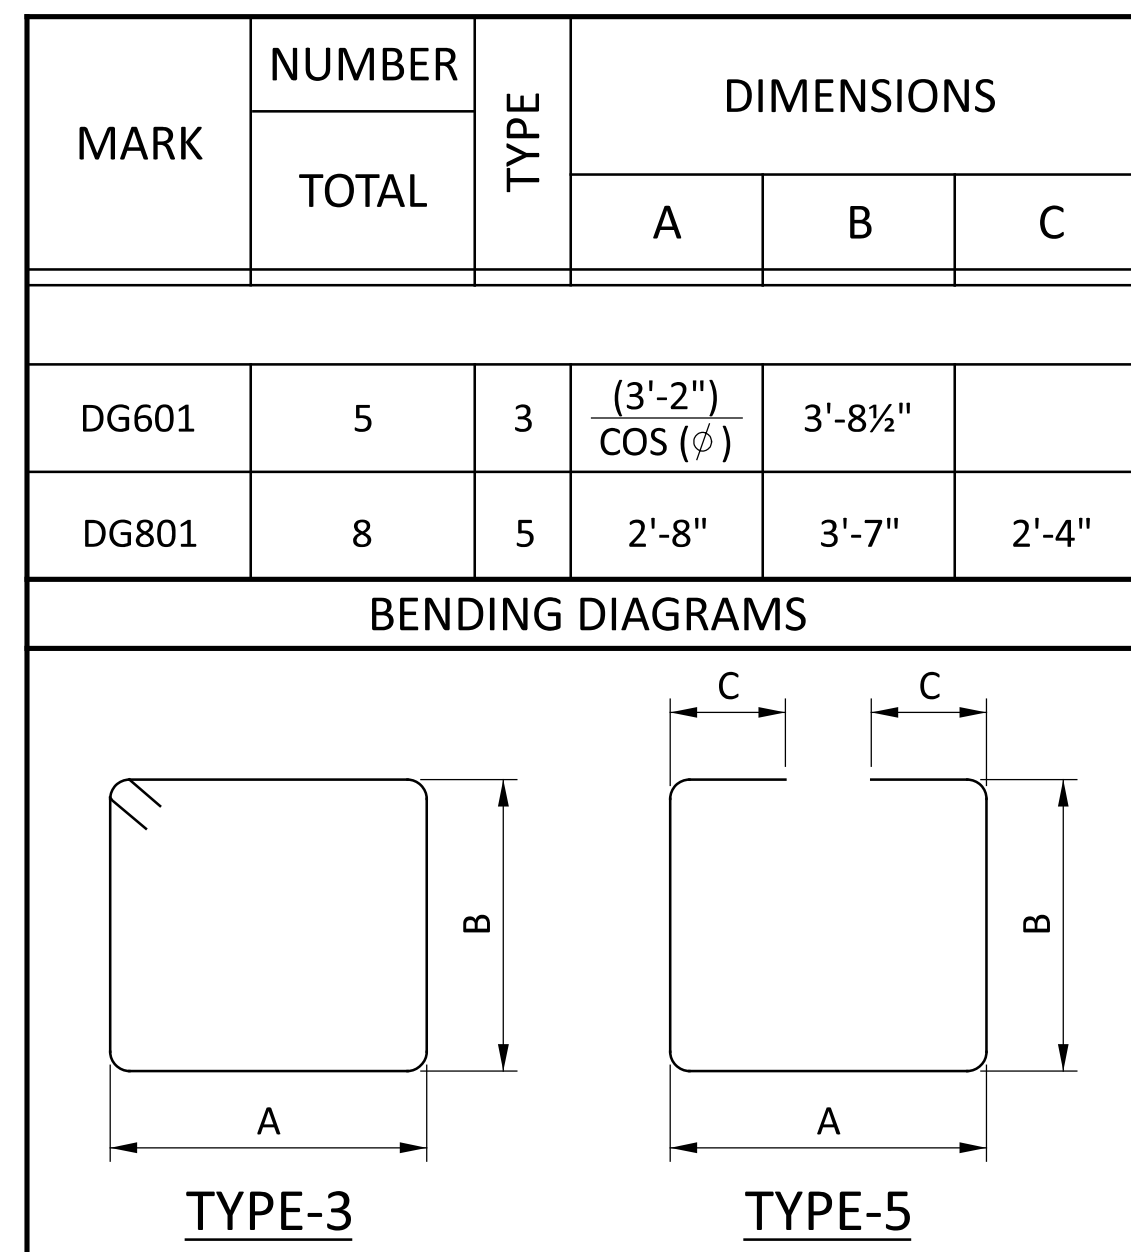 MARK NUMBER TYPE DIMENSIONS
TOTAL
A B C
DG601 5 3 (3'-2") 3'-8½"
COS (∅)
DG801 8 5 2'-8" 3'-7" 2'-4"
BENDING DIAGRAMS
C C
B B
A A
TYPE-3 TYPE-5